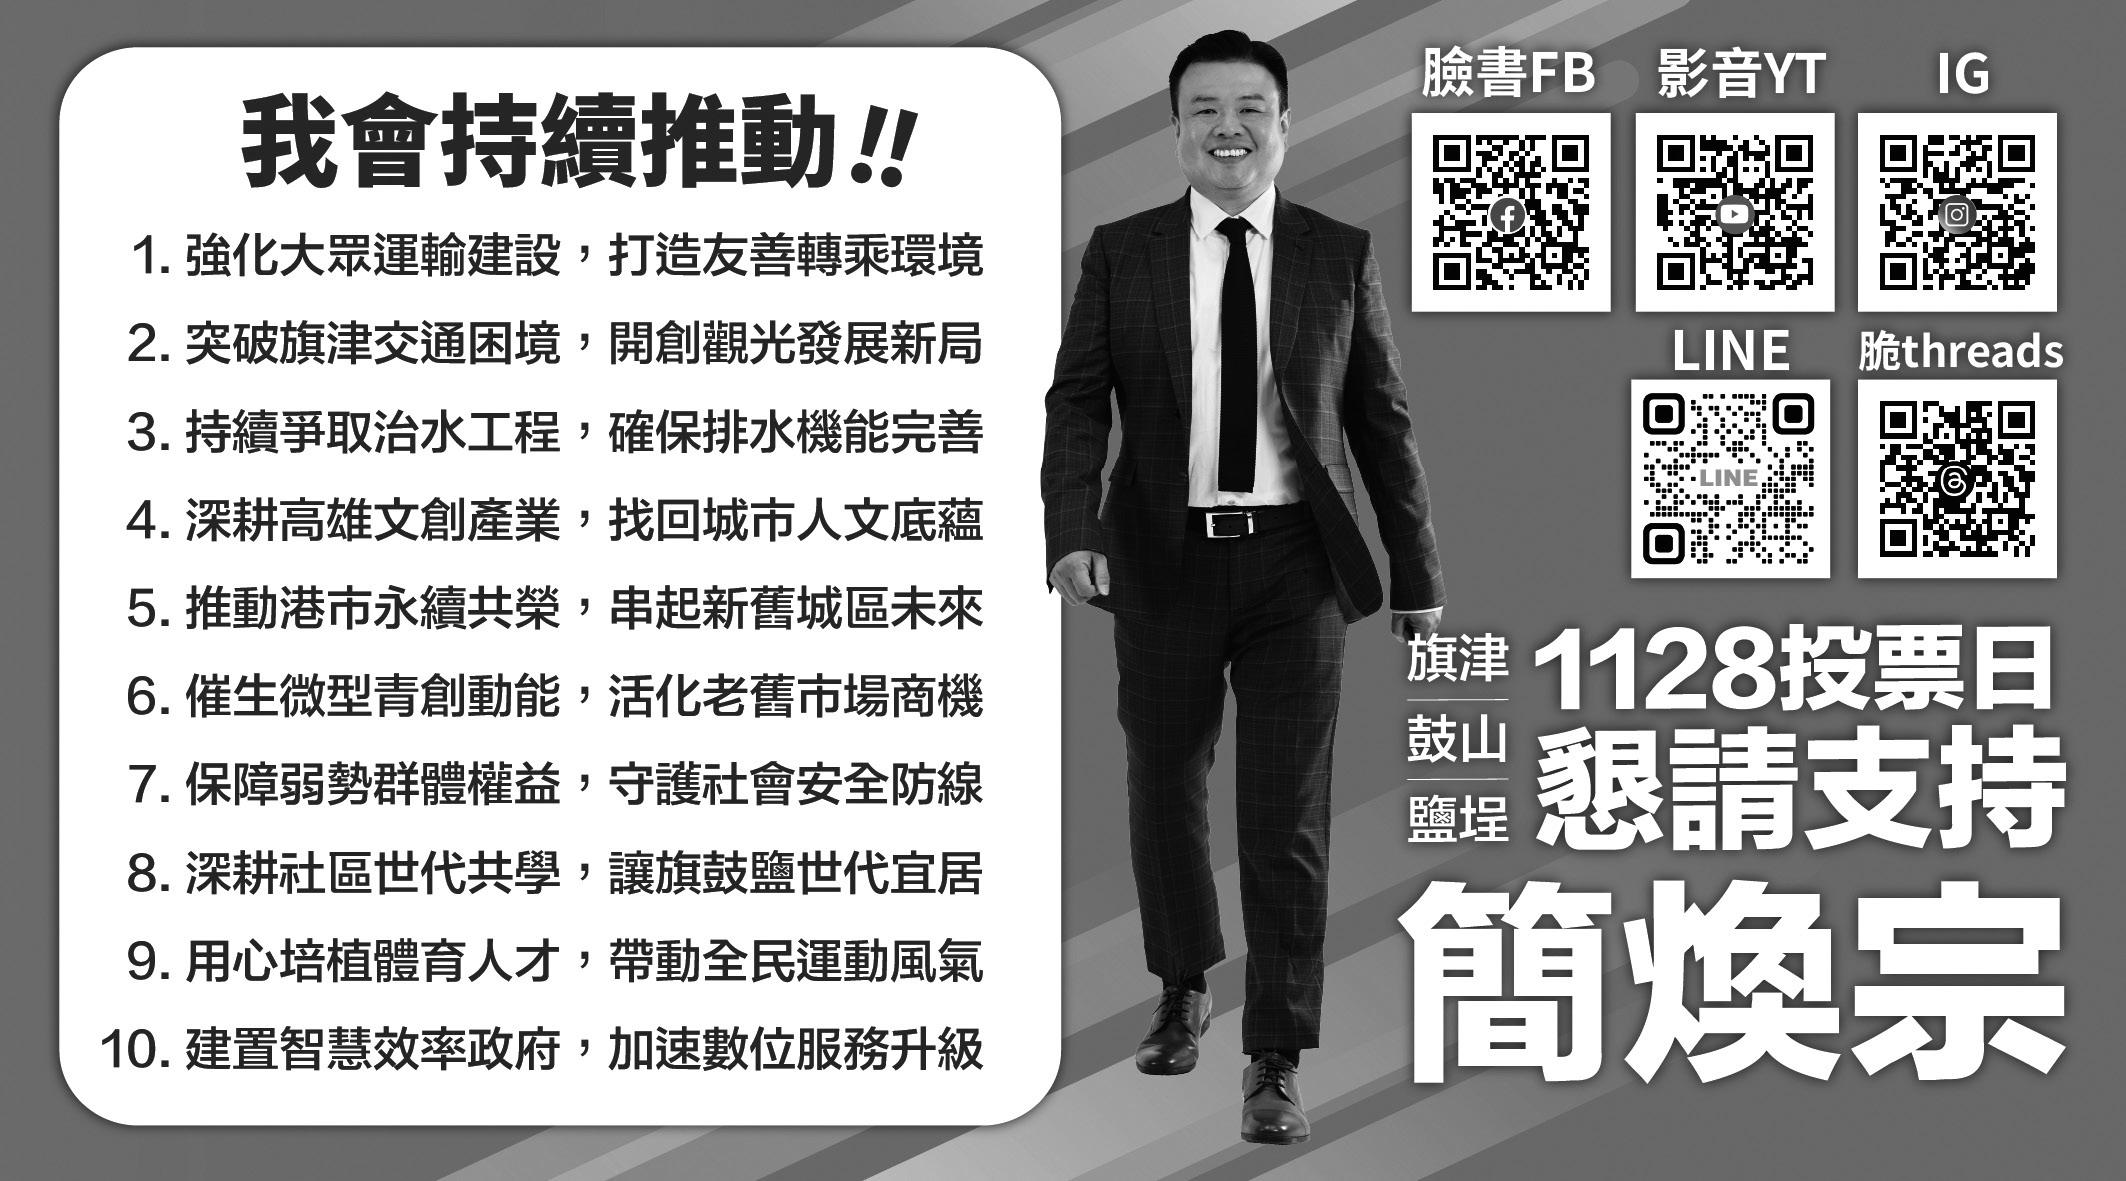 我會持續推動!!
1. 強化大眾運輸建設，打造友善轉乘環境
2. 突破旗津交通困境，開創觀光發展新局
3. 持續爭取治水工程，確保排水機能完善
4. 深耕高雄文創產業，找回城市人文底蘊
5. 推動港市永續共榮，串起新舊城區未來
6. 催生微型青創動能，活化老舊市場商機
7. 保障弱勢群體權益，守護社會安全防線
8. 深耕社區世代共學，讓旗鼓鹽世代宜居
9. 用心培植體育人才，帶動全民運動風氣
10. 建置智慧效率政府，加速數位服務升級
臉書FB
影音YT
IG
LINE
脆threads
LINE
旗津
鼓山
鹽埕
1128投票日
懇請支持
簡煥宗